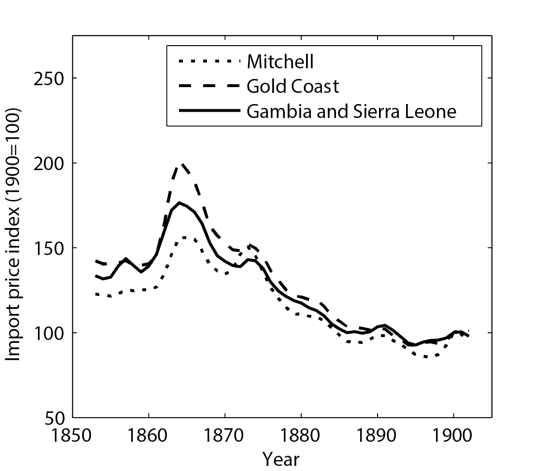 Import price index (1900=100)
250
200
150
100
50
Mitchell
Gold Coast
Gambia and Sierra Leone
1850 1860 1870 1880 1890 1900
Year